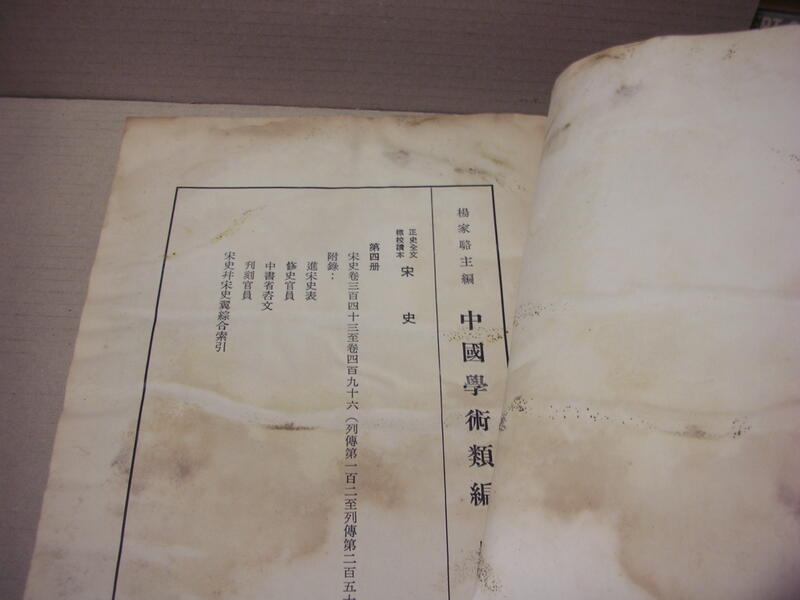 楊家駱主編
中國學術類編
正史全文
標校讀本
宋史
第四册
宋史卷三百四十三至卷四百九十六（列傳第一百二至列傳第二百五十
附錄：
進宋史表
修史官員
中書省咨文
刋刻官員
宋史幷宋史翼綜合索引